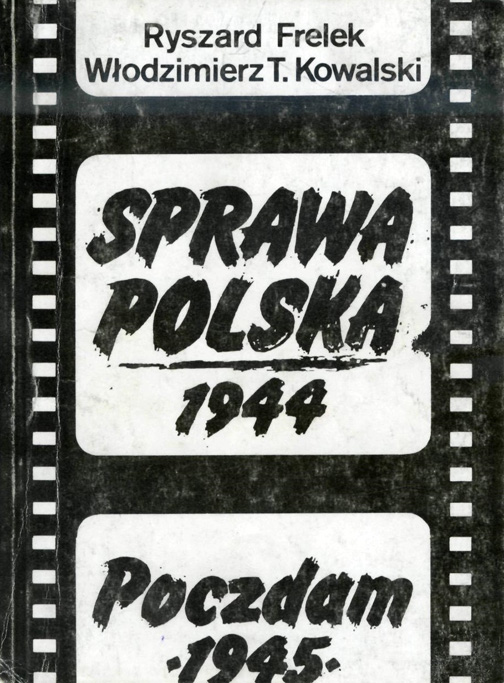 Ryszard Frelek
Włodzimierz T. Kowalski
SPRAWA
POLSKA
1944
Poczdam
·1945·